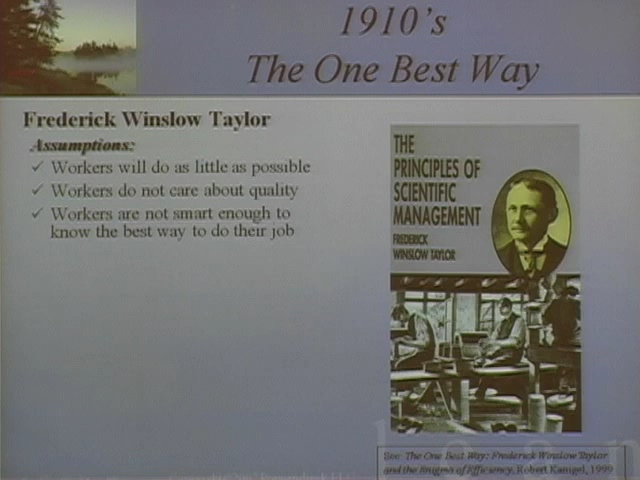 1910's
The One Best Way
Frederick Winslow Taylor
Assumptions:
✓ Workers will do as little as possible
✓ Workers do not care about quality
✓ Workers are not smart enough to
know the best way to do their job
THE
PRINCIPLES OF
SCIENTIFIC
MANAGEMENT
FREDERICK
WINSLOW TAYLOR
See The One Best Way: Frederick Winslow Taylor
and the Enigma of Efficiency, Robert Kanigel, 1999